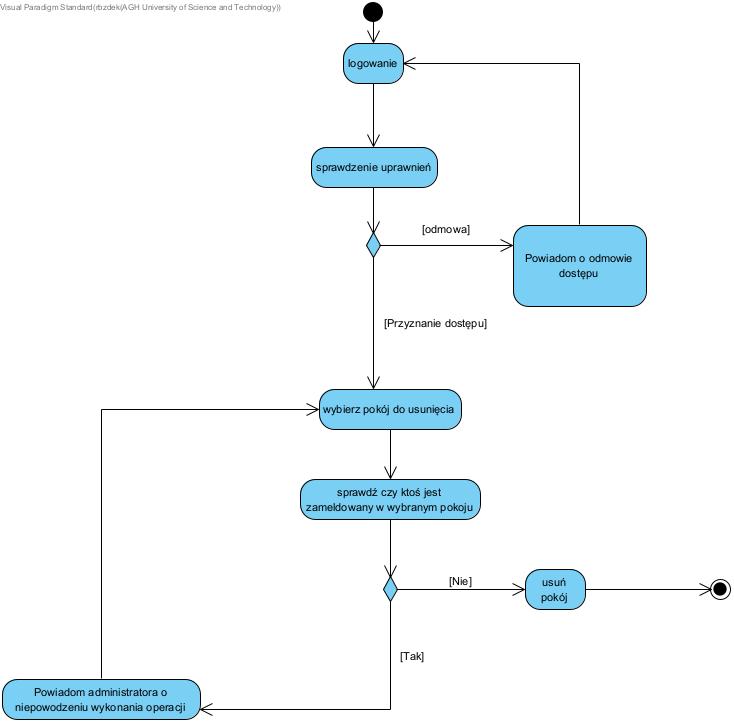 Visual Paradigm Standard(rbzdek(AGH University of Science and Technology))
logowanie
sprawdzenie uprawnień
[odmowa]
Powiadom o odmowie
dostępu
[Przyznanie dostępu]
wybierz pokój do usunięcia
sprawdź czy ktoś jest
zameldowany w wybranym pokoju
[Nie]
usuń
pokój
[Tak]
Powiadom administratora o
niepowodzeniu wykonania operacji